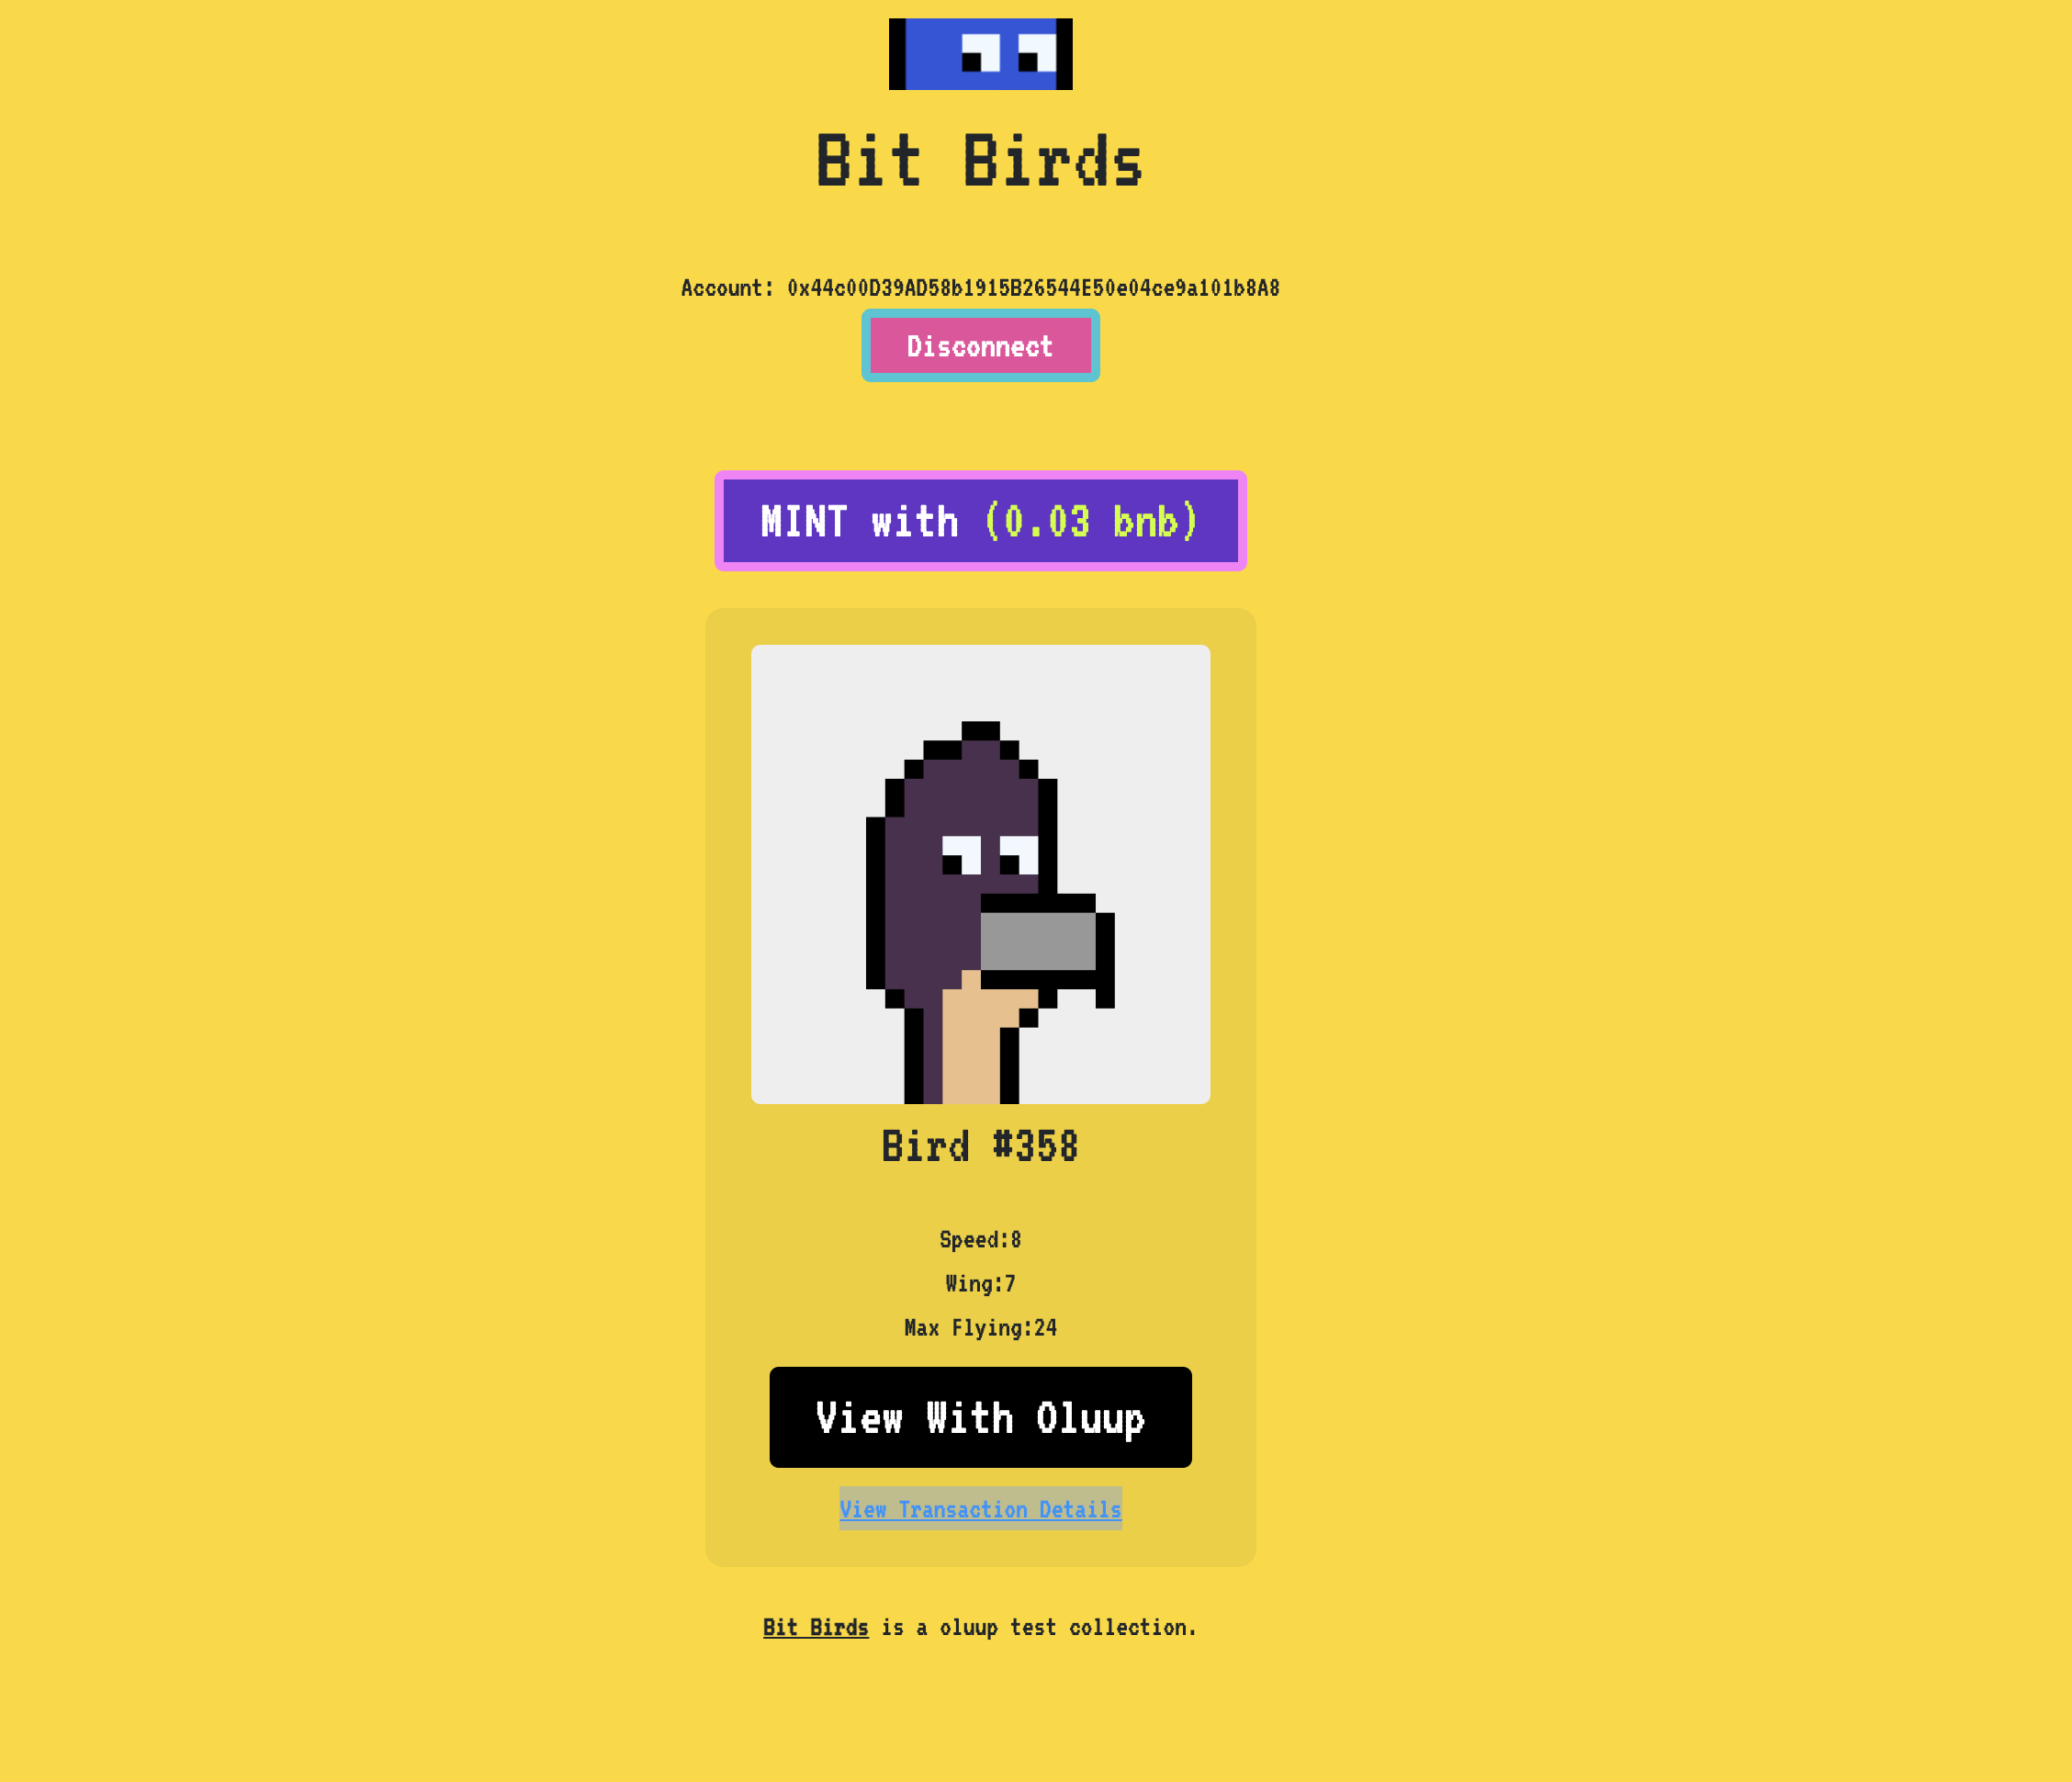 Bit Birds
Account: 0x44c00D39AD58b1915B26544E50e04ce9a101b8A8
Disconnect
MINT with (0.03 bnb)
Bird #358
Speed:8
Wing:7
Max Flying:24
View With Oluup
View Transaction Details
Bit Birds is a oluup test collection.